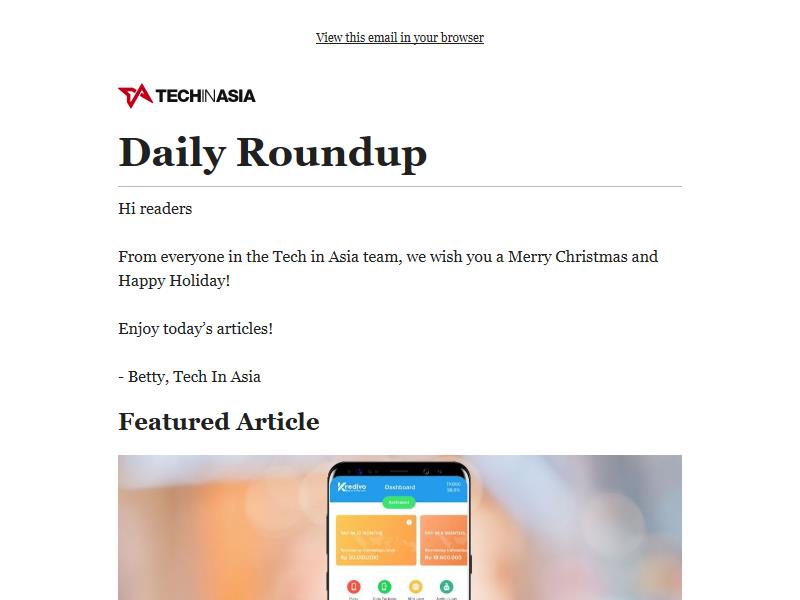 View this email in your browser
TECHINASIA
Daily Roundup
Hi readers
From everyone in the Tech in Asia team, we wish you a Merry Christmas and
Happy Holiday!
Enjoy today’s articles!
- Betty, Tech In Asia
Featured Article
Kredivo
Dashboard